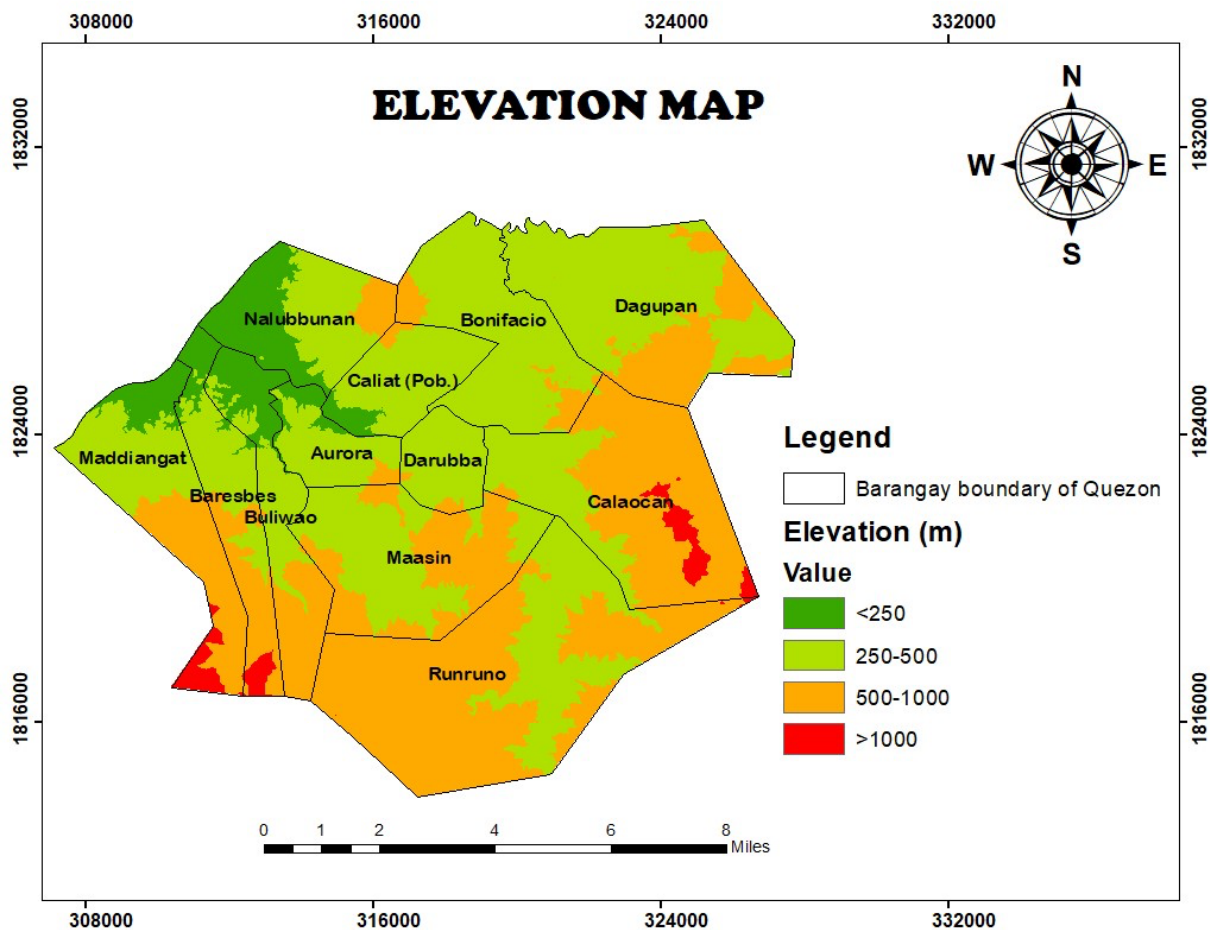 308000 316000 324000 332000
ELEVATION MAP
N
W E
S
1832000 1832000
1824000 1824000
1816000 1816000
Dagupan
Nalubbunan
Bonifacio
Caliat (Pob.)
Maddiangat
Aurora
Darubba
Baresbes
Buliwao
Calaocan
Maasin
Runruno
Legend
Barangay boundary of Quezon
Elevation (m)
Value
<250
250-500
500-1000
>1000
0 1 2 4 6 8
Miles
308000 316000 324000 332000